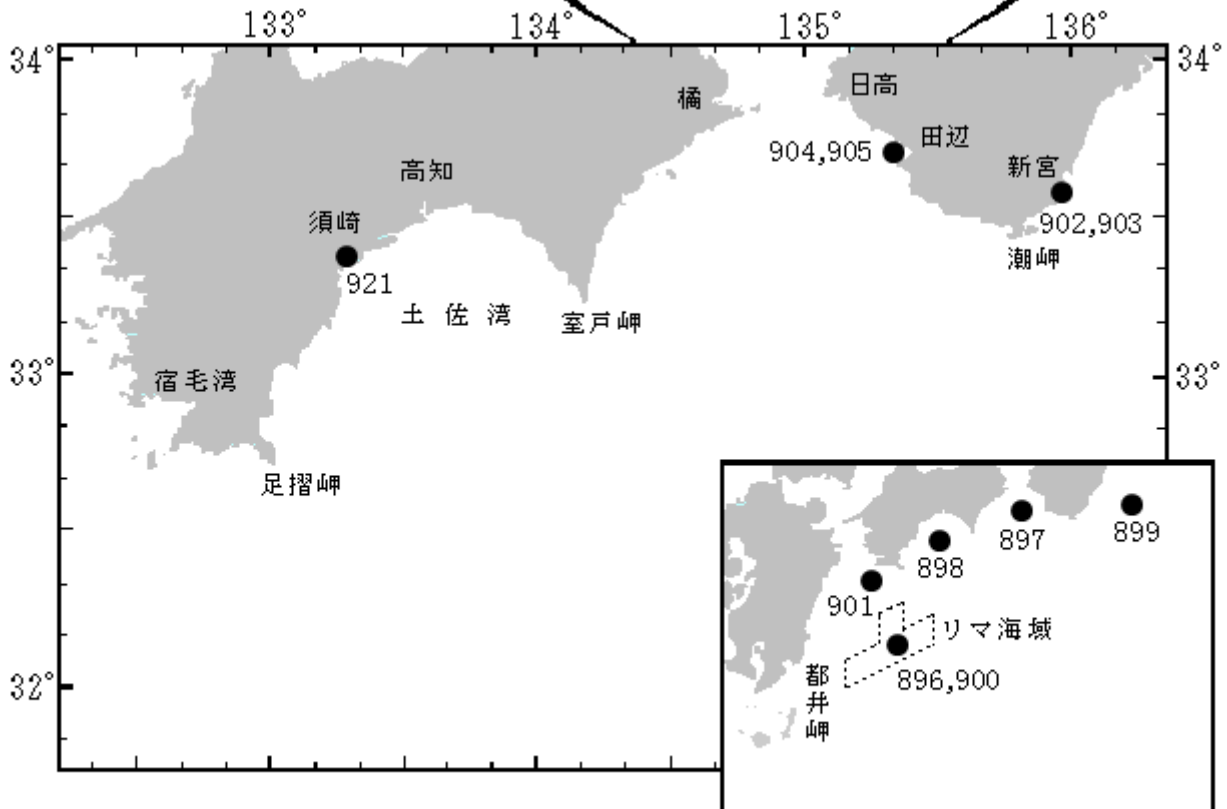 133°
134°
135°
136°
34°
34°
日高
橘
904,905
田辺
高知
新宮
須崎
902,903
潮岬
921
土佐湾
室戸岬
33°
33°
宿毛湾
足摺岬
899
897
898
901
リマ海域
896,900
都井岬
32°